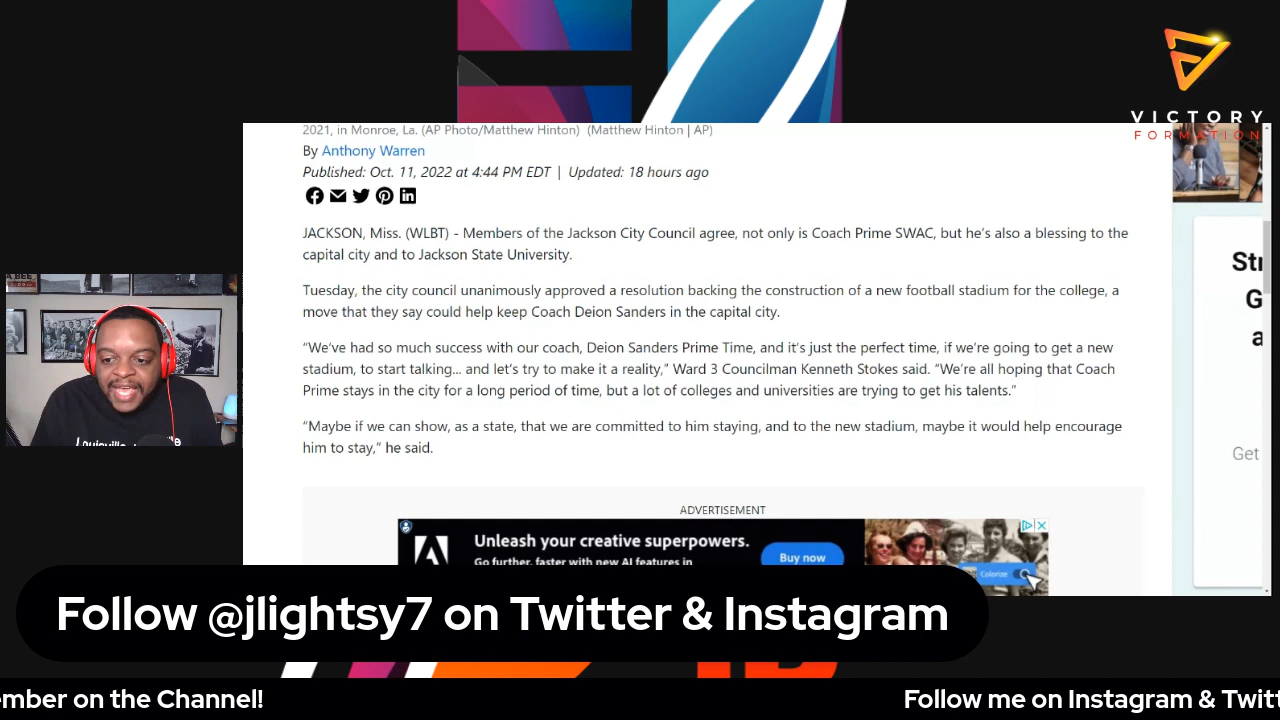 VICTORY
FORMATION
2021, in Monroe, La. (AP Photo/Matthew Hinton) (Matthew Hinton | AP)
By Anthony Warren
Published: Oct. 11, 2022 at 4:44 PM EDT | Updated: 18 hours ago
JACKSON, Miss. (WLBT) - Members of the Jackson City Council agree, not only is Coach Prime SWAC, but he's also a blessing to the
capital city and to Jackson State University.
Tuesday, the city council unanimously approved a resolution backing the construction of a new football stadium for the college, a
move that they say could help keep Coach Deion Sanders in the capital city.
“We've had so much success with our coach, Deion Sanders Prime Time, and it's just the perfect time, if we're going to get a new
stadium, to start talking... and let's try to make it a reality,” Ward 3 Councilman Kenneth Stokes said. “We're all hoping that Coach
Prime stays in the city for a long period of time, but a lot of colleges and universities are trying to get his talents.”
“Maybe if we can show, as a state, that we are committed to him staying, and to the new stadium, maybe it would help encourage
him to stay,” he said.
ADVERTISEMENT
Unleash your creative superpowers.
Go further, faster with new AI features in
Buy now
Colorize
Get
Follow @jlightsy7 on Twitter & Instagram
ember on the Channel!
Follow me on Instagram & Twitt